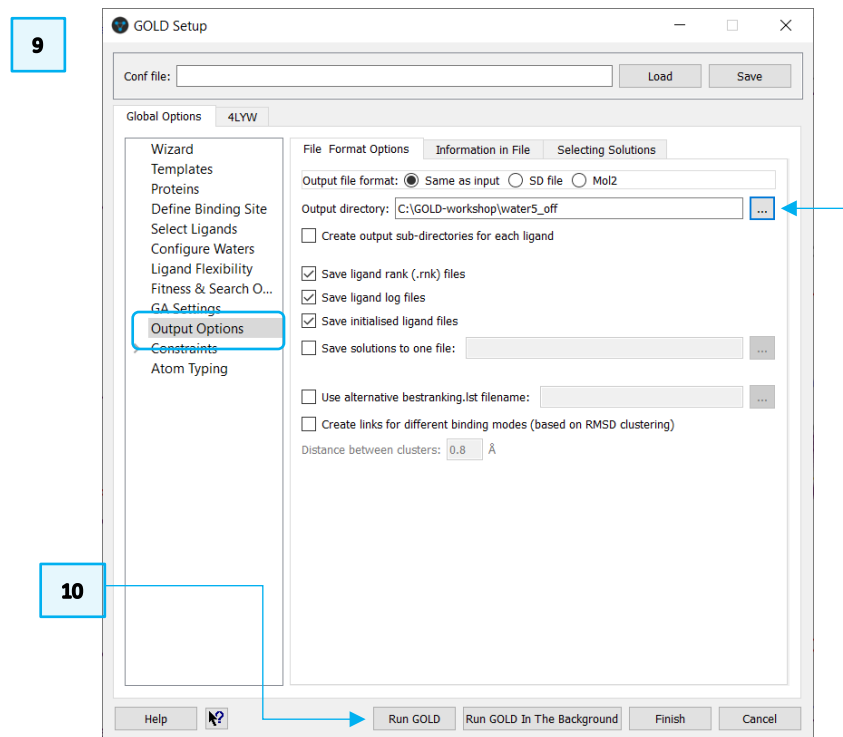 9
GOLD Setup
Conf file:
Load
Save
Global Options
4LYW
Wizard
Templates
Proteins
Define Binding Site
Select Ligands
Configure Waters
Ligand Flexibility
Fitness & Search O...
GA Settings
Output Options
Constraints
Atom Typing
File Format Options
Information in File
Selecting Solutions
Output file format: Same as input SD file Mol2
Output directory: C:\GOLD-workshop\water5_off ...
Create output sub-directories for each ligand
Save ligand rank (.rnk) files
Save ligand log files
Save initialised ligand files
Save solutions to one file: ...
Use alternative bestranking.lst filename: ...
Create links for different binding modes (based on RMSD clustering)
Distance between clusters: 0.8 Å
10
Help
?
Run GOLD
Run GOLD In The Background
Finish
Cancel